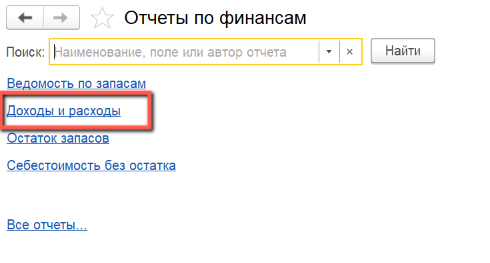 Отчеты по финансам
Поиск: Наименование, поле или автор отчета Найти
Ведомость по запасам
Доходы и расходы
Остаток запасов
Себестоимость без остатка
Все отчеты...